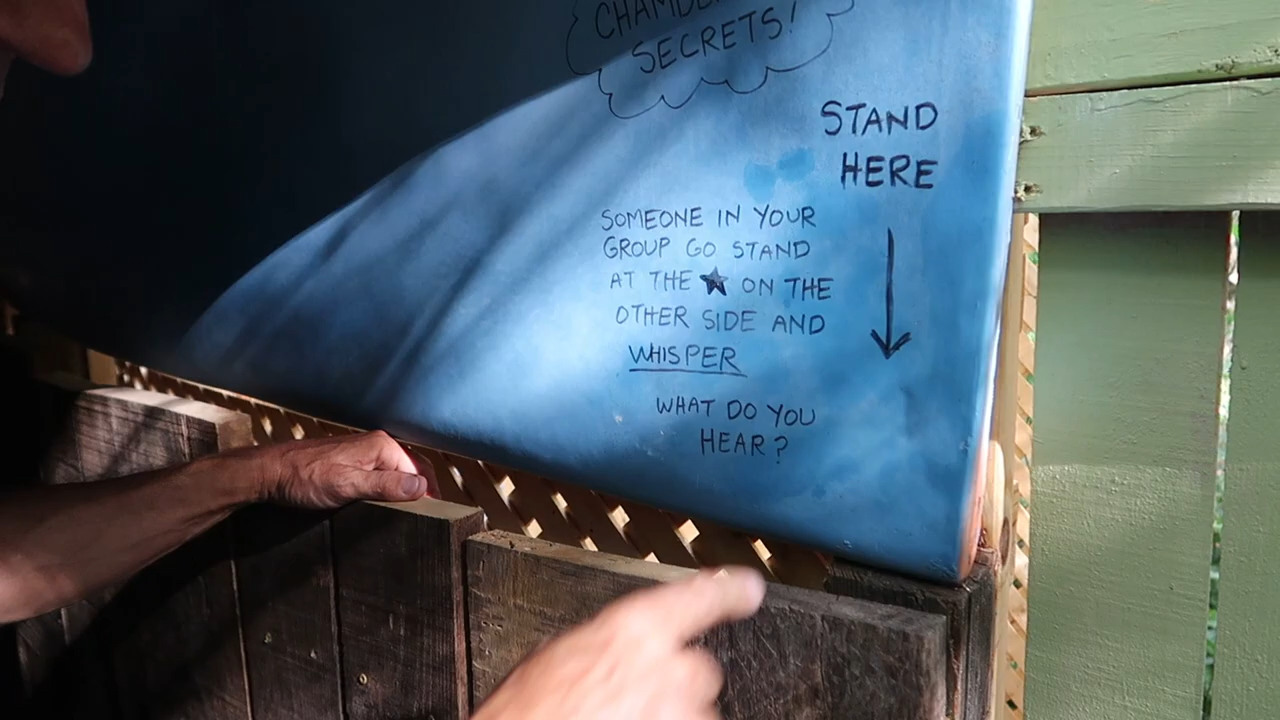 SECRETS!
STAND
HERE
SOMEONE IN YOUR
GROUP GO STAND
AT THE ★ ON THE
OTHER SIDE AND
WHISPER
WHAT DO YOU
HEAR?